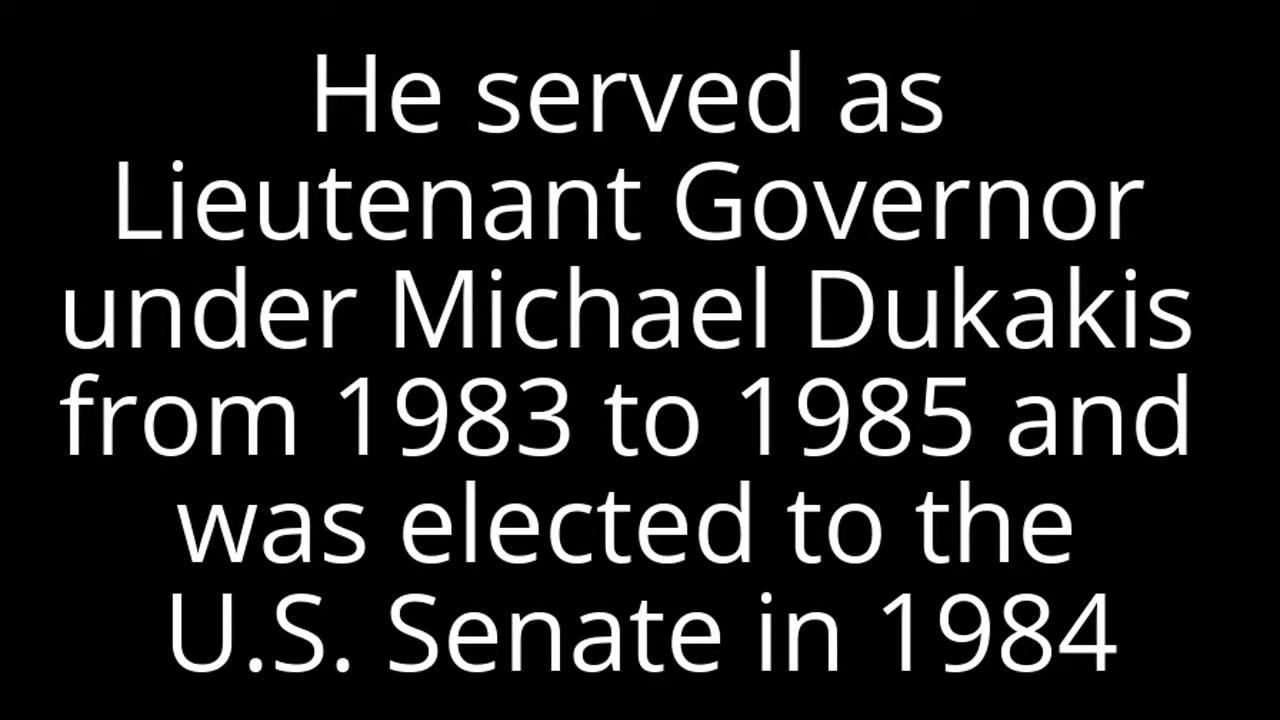 He served as
Lieutenant Governor
under Michael Dukakis
from 1983 to 1985 and
was elected to the
U.S. Senate in 1984